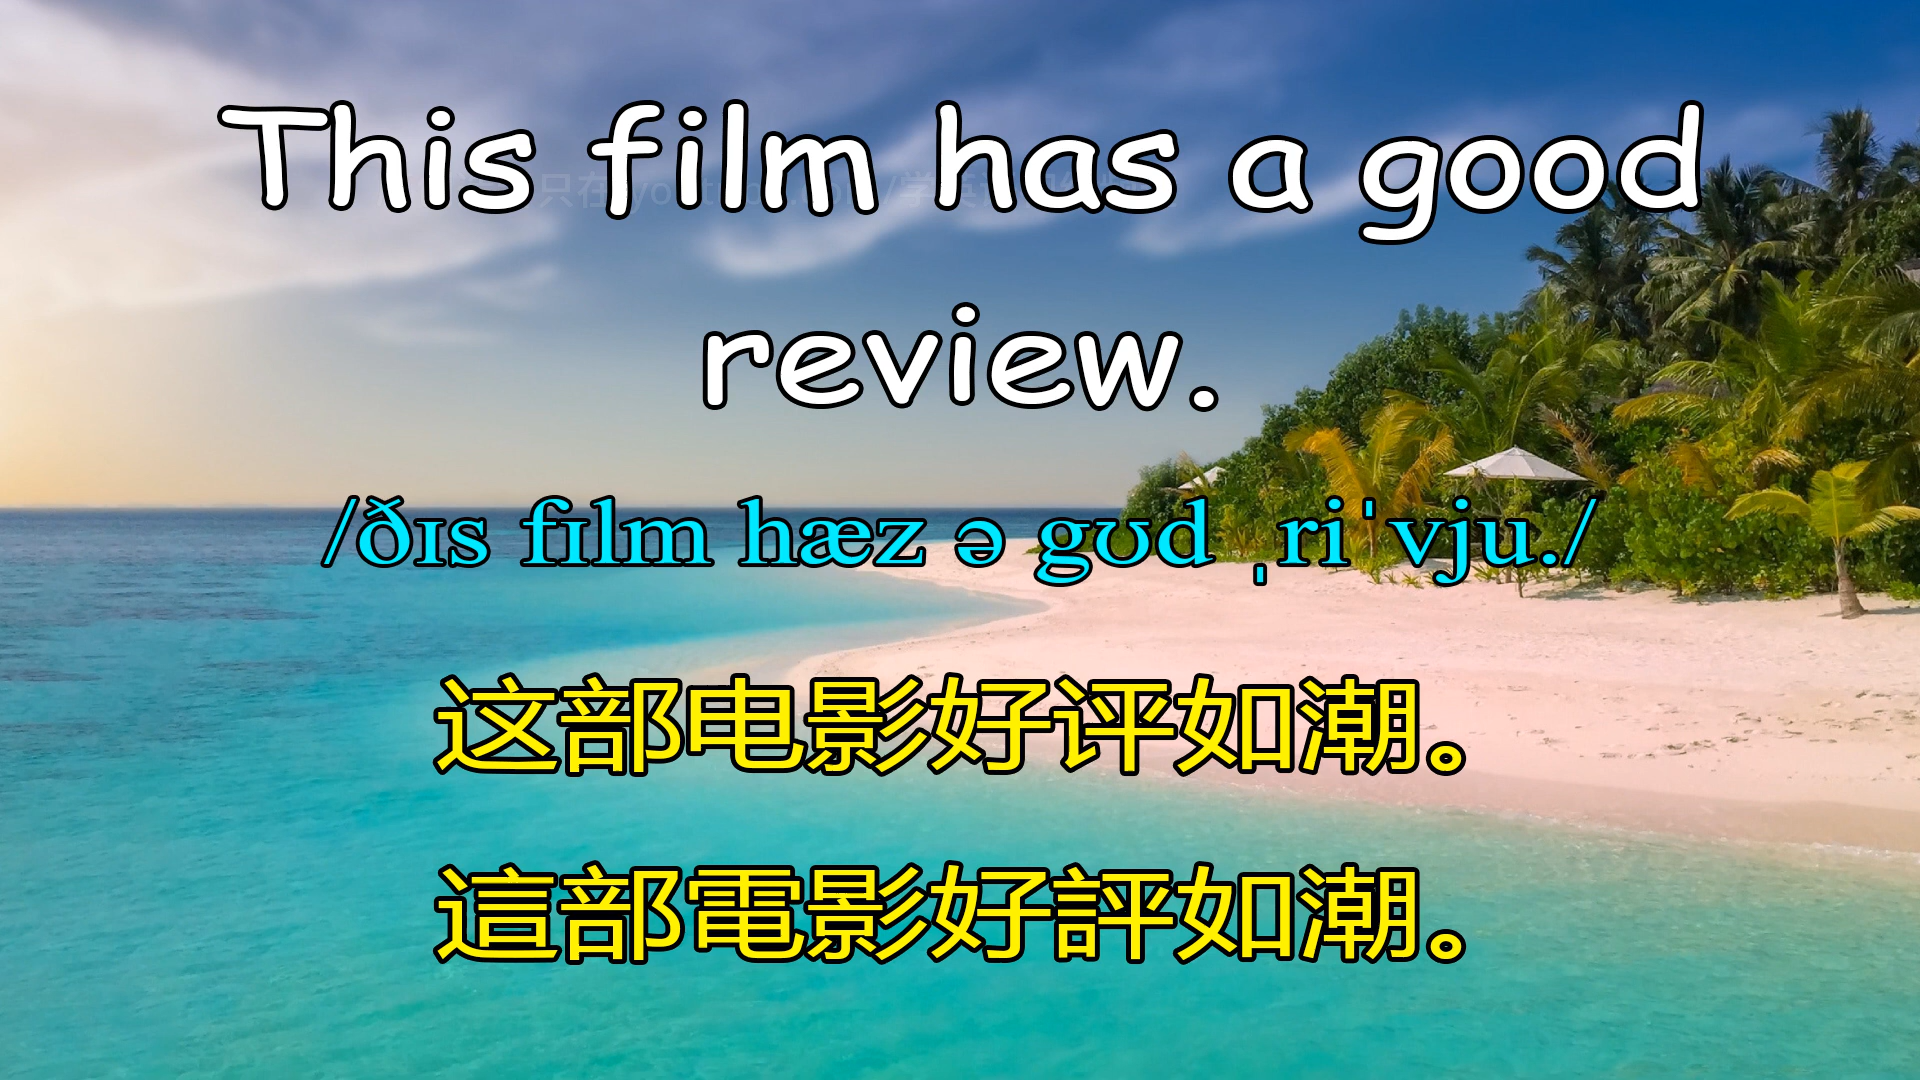 This film has a good
review.
/ðɪs fɪlm hæz ə gʊd ˌriˈvju./
这部电影好评如潮。
這部電影好評如潮。